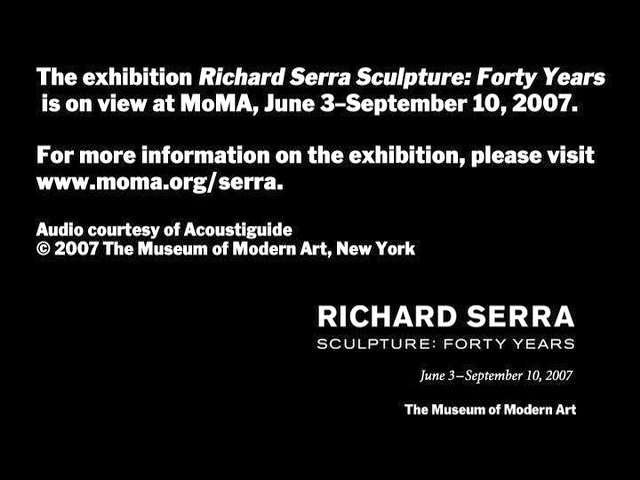 The exhibition Richard Serra Sculpture: Forty Years
is on view at MoMA, June 3–September 10, 2007.
For more information on the exhibition, please visit
www.moma.org/serra.
Audio courtesy of Acoustiguide
© 2007 The Museum of Modern Art, New York
RICHARD SERRA
SCULPTURE: FORTY YEARS
June 3–September 10, 2007
The Museum of Modern Art